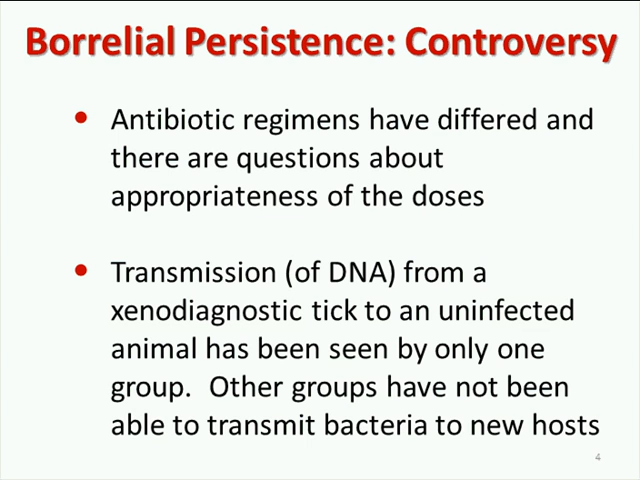 Borrelial Persistence: Controversy
• Antibiotic regimens have differed and
there are questions about
appropriateness of the doses
• Transmission (of DNA) from a
xenodiagnostic tick to an uninfected
animal has been seen by only one
group.  Other groups have not been
able to transmit bacteria to new hosts
4